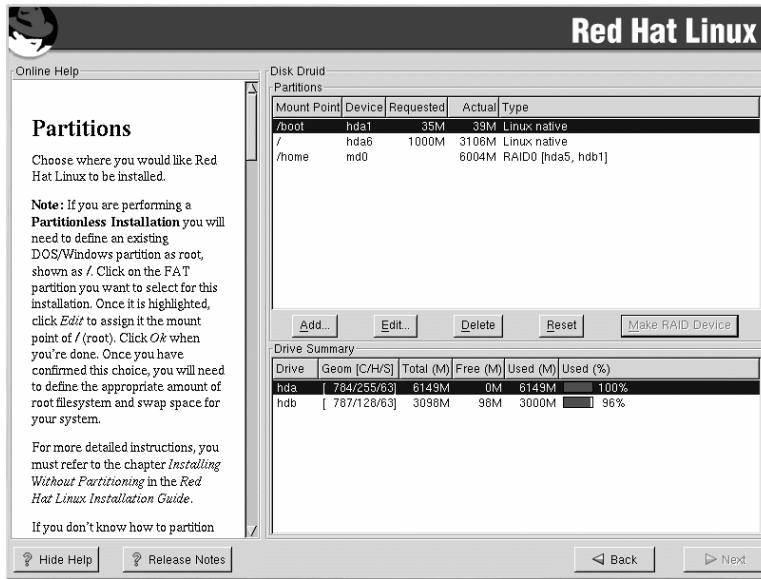 Red Hat Linux
Online Help
Partitions
Choose where you would like Red
Hat Linux to be installed.
Note: If you are performing a
Partitionless Installation you will
need to define an existing
DOS/Windows partition as root,
shown as /. Click on the FAT
partition you want to select for this
installation. Once it is highlighted,
click Edit to assign it the mount
point of / (root). Click Ok when
you're done. Once you have
confirmed this choice, you will need
to define the appropriate amount of
root filesystem and swap space for
your system.
For more detailed instructions, you
must refer to the chapter Installing
Without Partitioning in the Red
Hat Linux Installation Guide.
If you don't know how to partition
Disk Druid
Partitions
Mount Point Device Requested Actual Type
/boot hda1 35M 39M Linux native
/ hda6 1000M 3106M Linux native
/home md0 6004M RAID0 [hda5, hdb1]
Add... Edit... Delete Reset Make RAID Device
Drive Summary
Drive Geom [C/H/S] Total (M) Free (M) Used (M) Used (%)
hda [ 784/255/63] 6149M 0M 6149M 100%
hdb [ 787/128/63] 3098M 98M 3000M 96%
Hide Help Release Notes Back Next